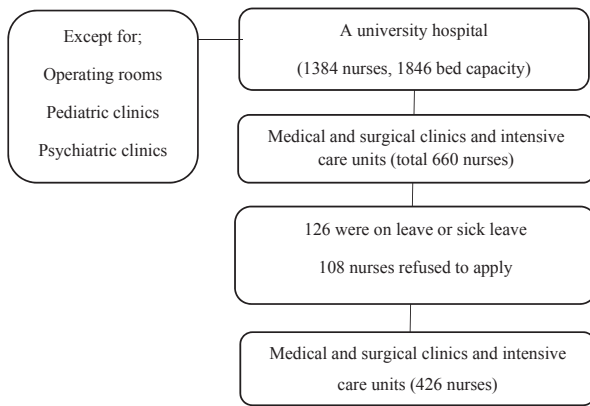 Except for;
Operating rooms
Pediatric clinics
Psychiatric clinics
A university hospital
(1384 nurses, 1846 bed capacity)
Medical and surgical clinics and intensive
care units (total 660 nurses)
126 were on leave or sick leave
108 nurses refused to apply
Medical and surgical clinics and intensive
care units (426 nurses)